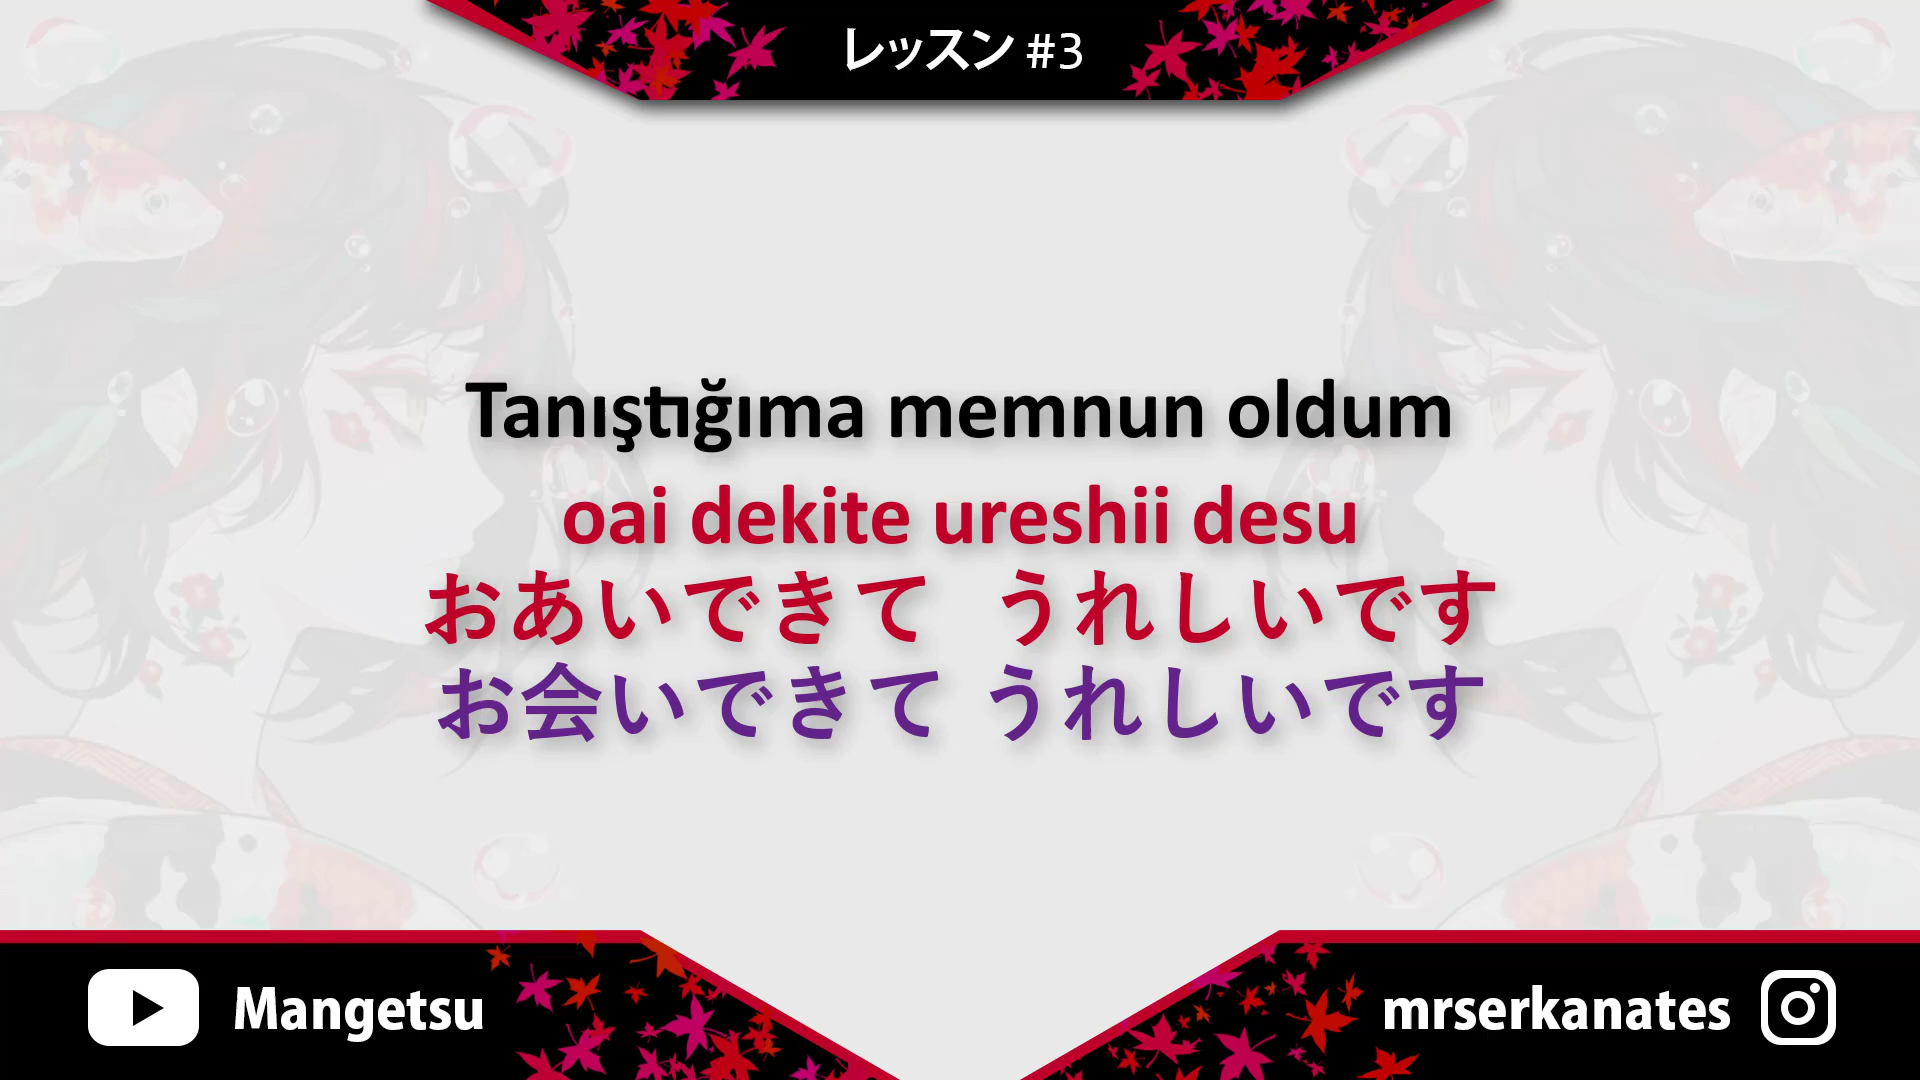 レッスン #3
Tanıştığıma memnun oldum
oai dekite ureshii desu
おあいできて うれしいです
お会いできて うれしいです
Mangetsu
mrserkanates